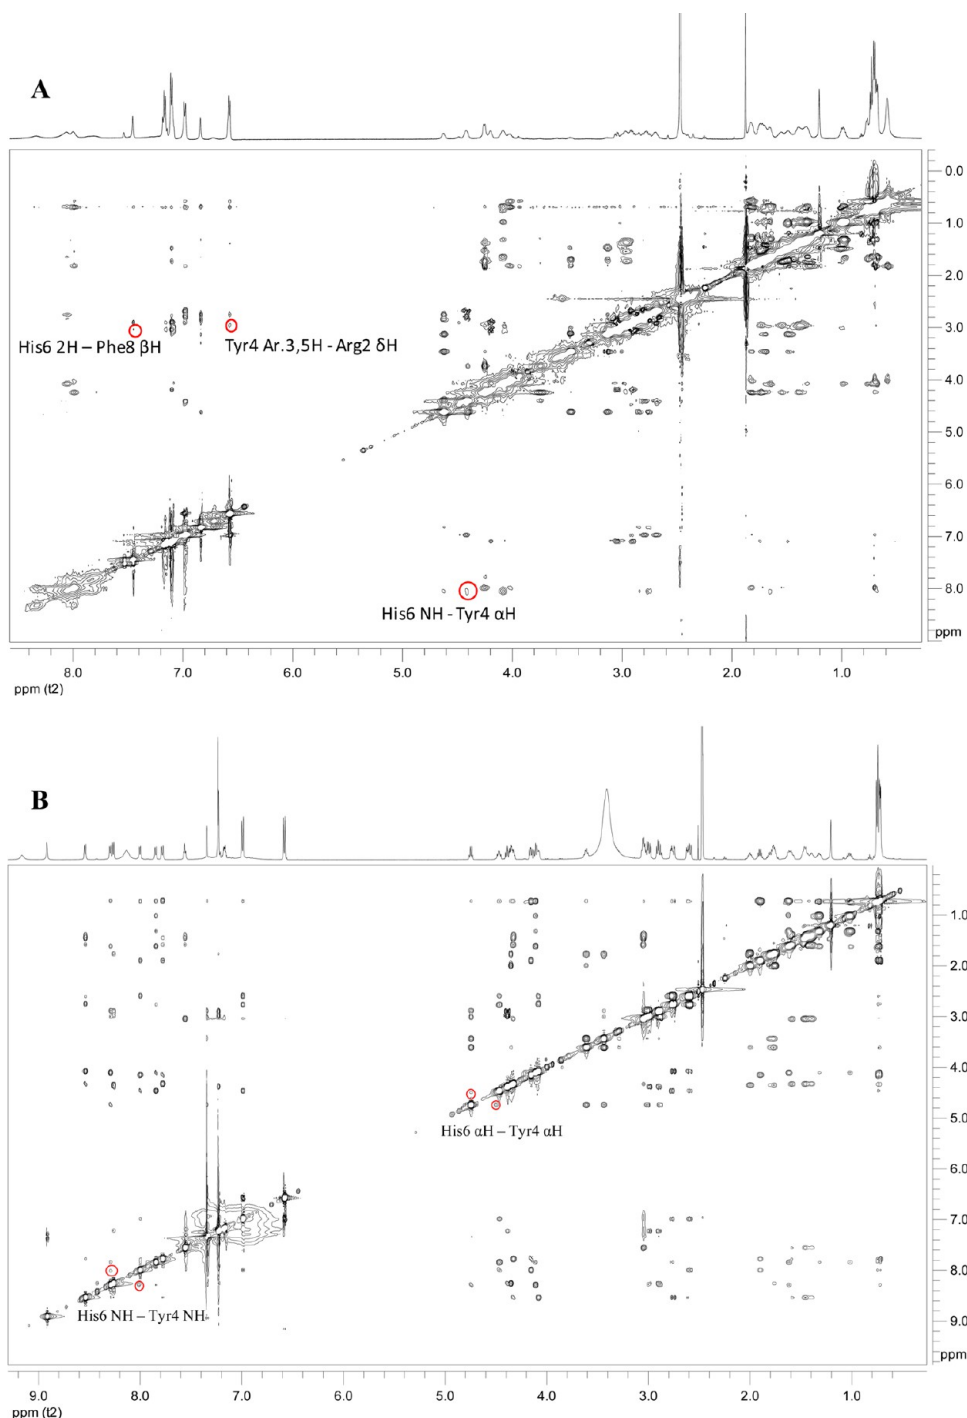 A
0.0
1.0
2.0
3.0
His6 2H – Phe8 βH
Tyr4 Ar.3,5H - Arg2 δH
4.0
5.0
6.0
7.0
8.0
His6 NH - Tyr4 αH
ppm
8.0 7.0 6.0 5.0 4.0 3.0 2.0 1.0
ppm (t2)
B
1.0
2.0
3.0
4.0
5.0
His6 αH – Tyr4 αH
6.0
7.0
8.0
His6 NH – Tyr4 NH
9.0
ppm
9.0 8.0 7.0 6.0 5.0 4.0 3.0 2.0 1.0
ppm (t2)